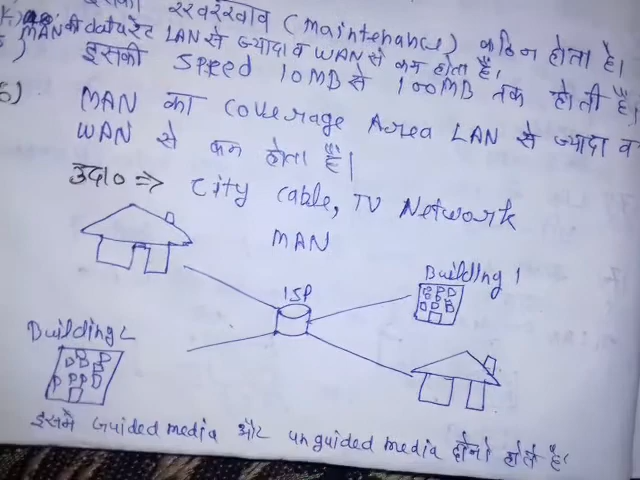 इसका रखरखाव (maintenance) कठिन होता है।
MAN की data रेट LAN से ज्यादा व WAN से कम होता है।
5) इसकी Speed 10MB से 100MB तक होती है।
6) MAN का Coverage Area LAN से ज्यादा व
WAN से कम होता है।
उदा० => City Cable, TV Network
MAN
Building 1
ISP
Building 2
इसमें guided media और unguided media दोनो होते है।